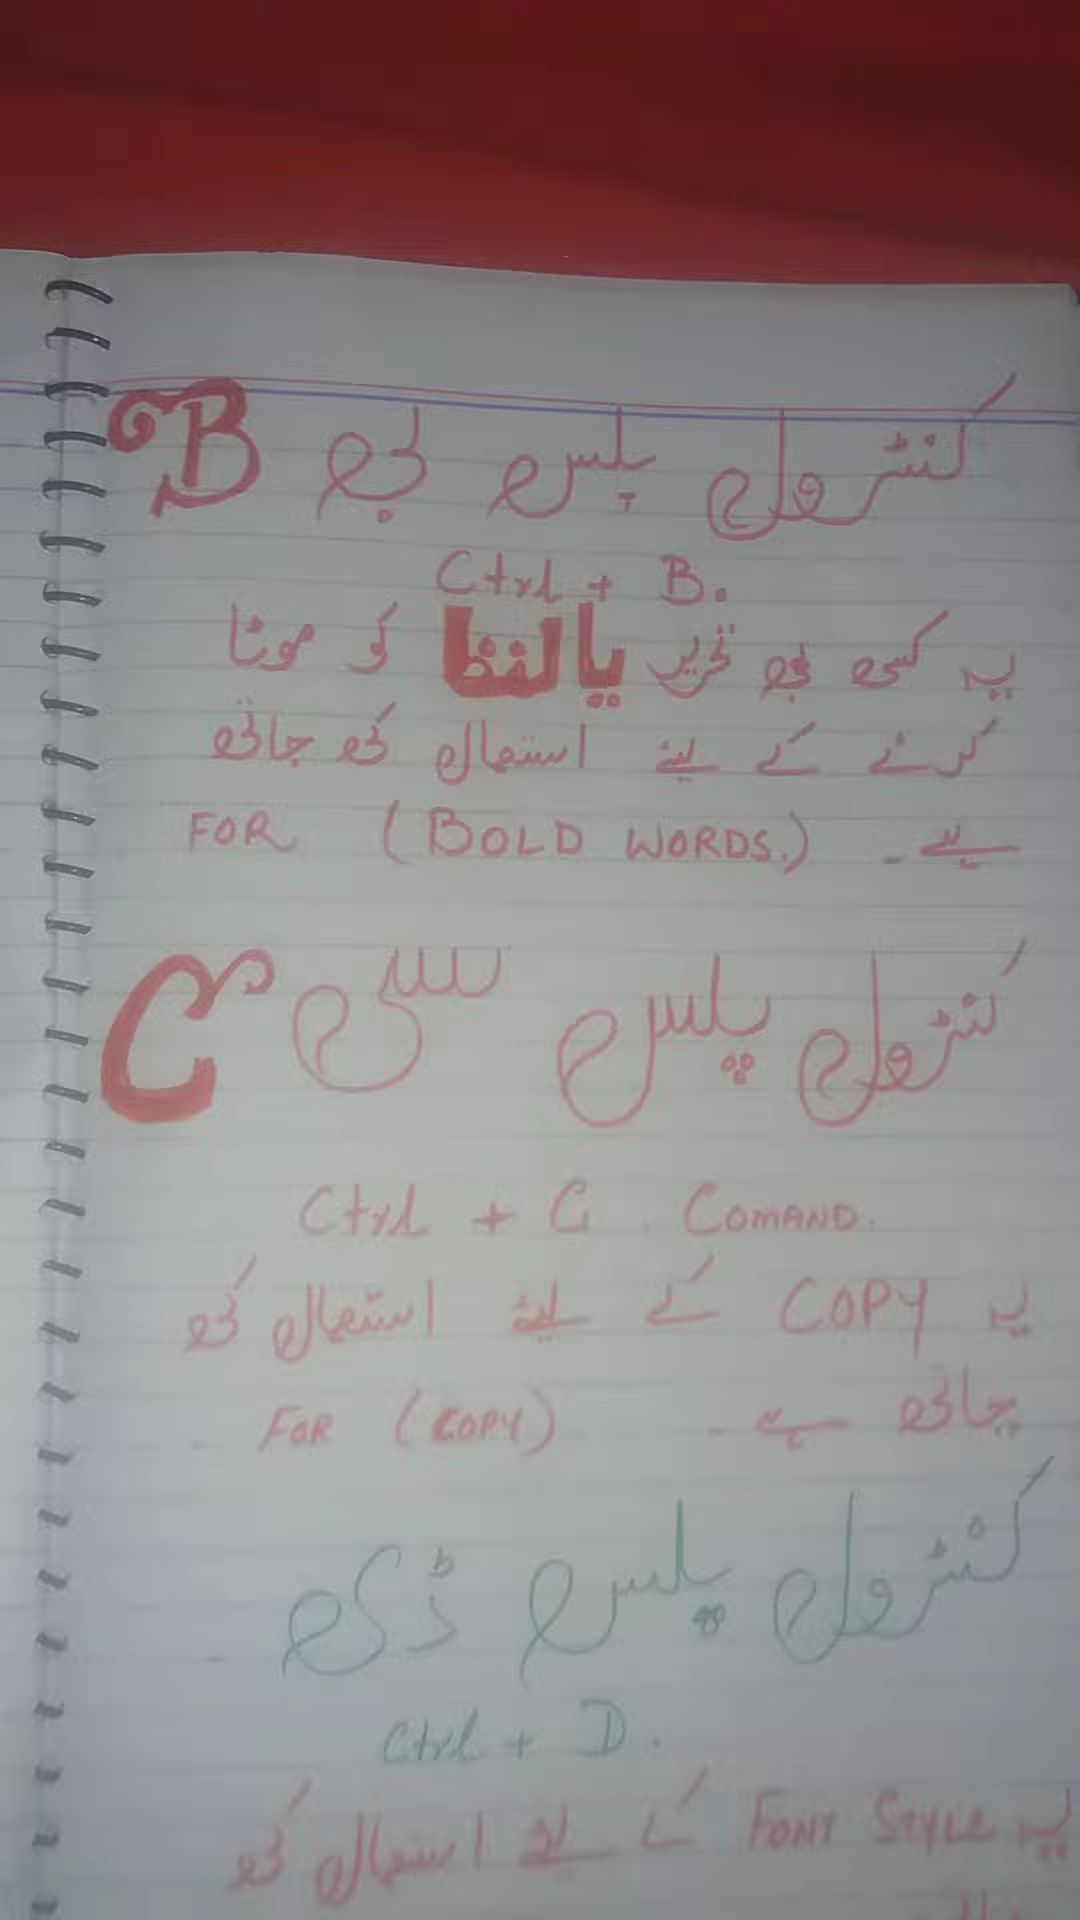 کنٹرول پلس بی B
Ctrl + B.
یہ کسی بھی تحریر یا لفظ کو موٹا
کرنے کے لیئے استعمال کی جاتی
ہے۔ FOR (BOLD WORDS.)
کنٹرول پلس سی C
Ctrl + C COMAND.
یہ COPY کے لیئے استعمال کی
جاتی ہے۔ FOR (COPY)
کنٹرول پلس ڈی۔
Ctrl + D.
یہ FONT STYLE کے لیئے استعمال کی